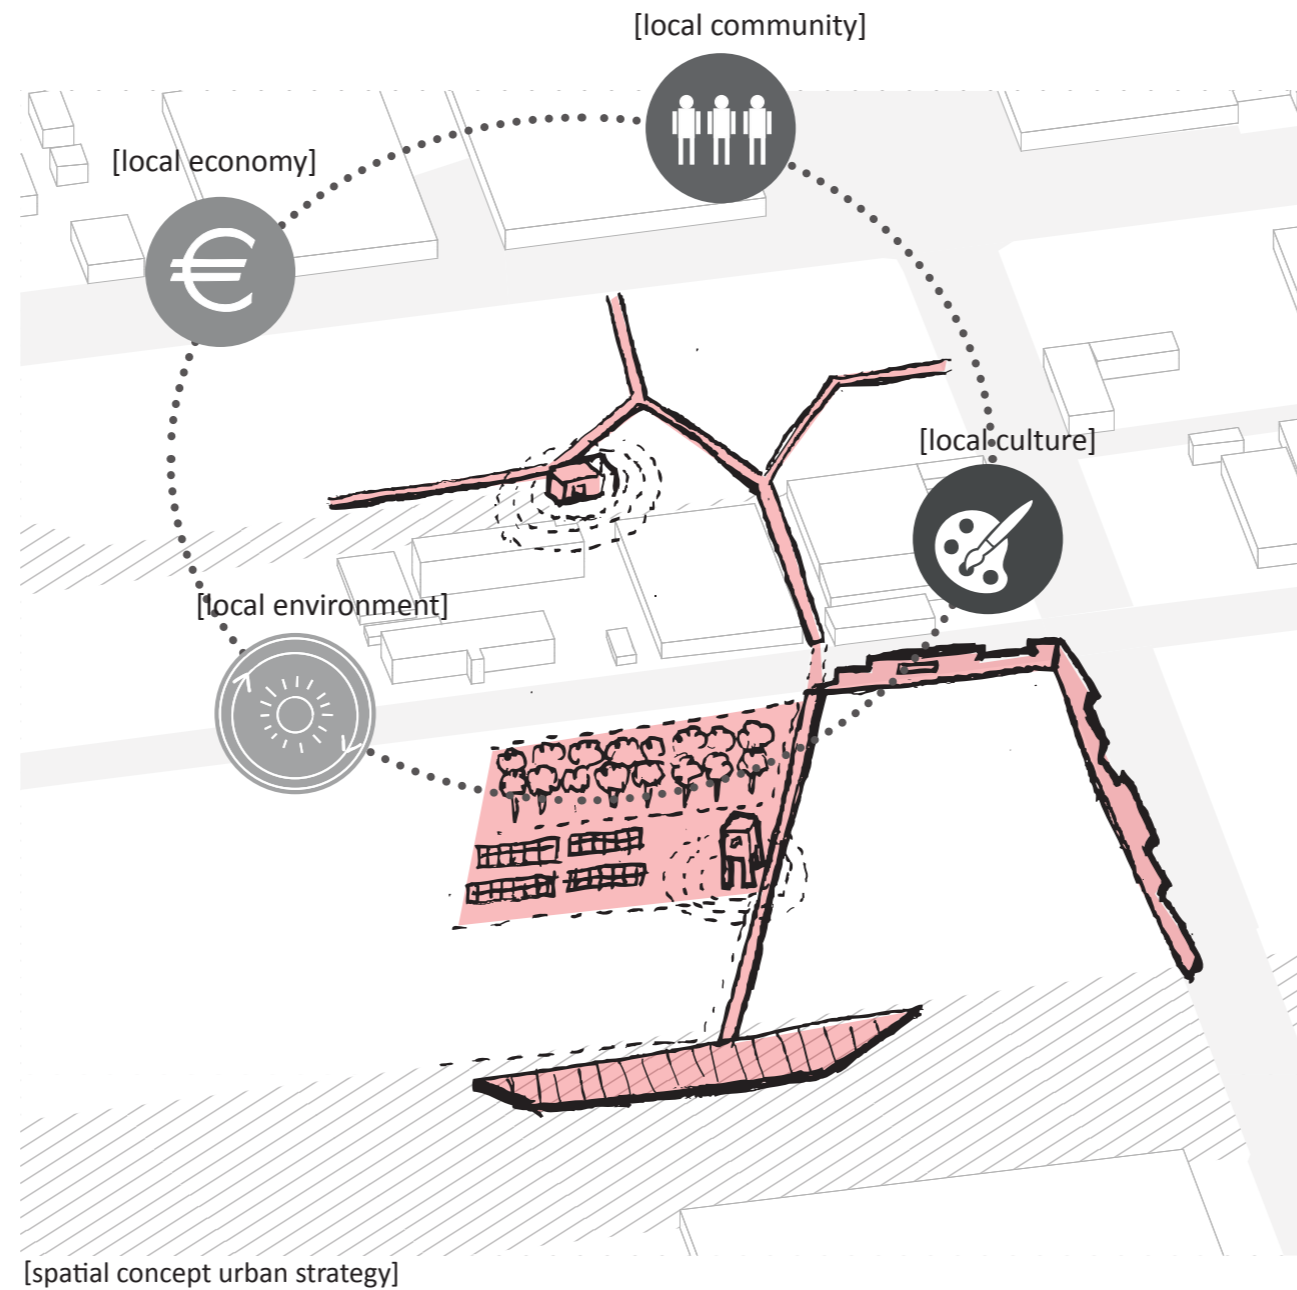 [local community]
[local economy]
[local culture]
[local environment]
[spatial concept urban strategy]